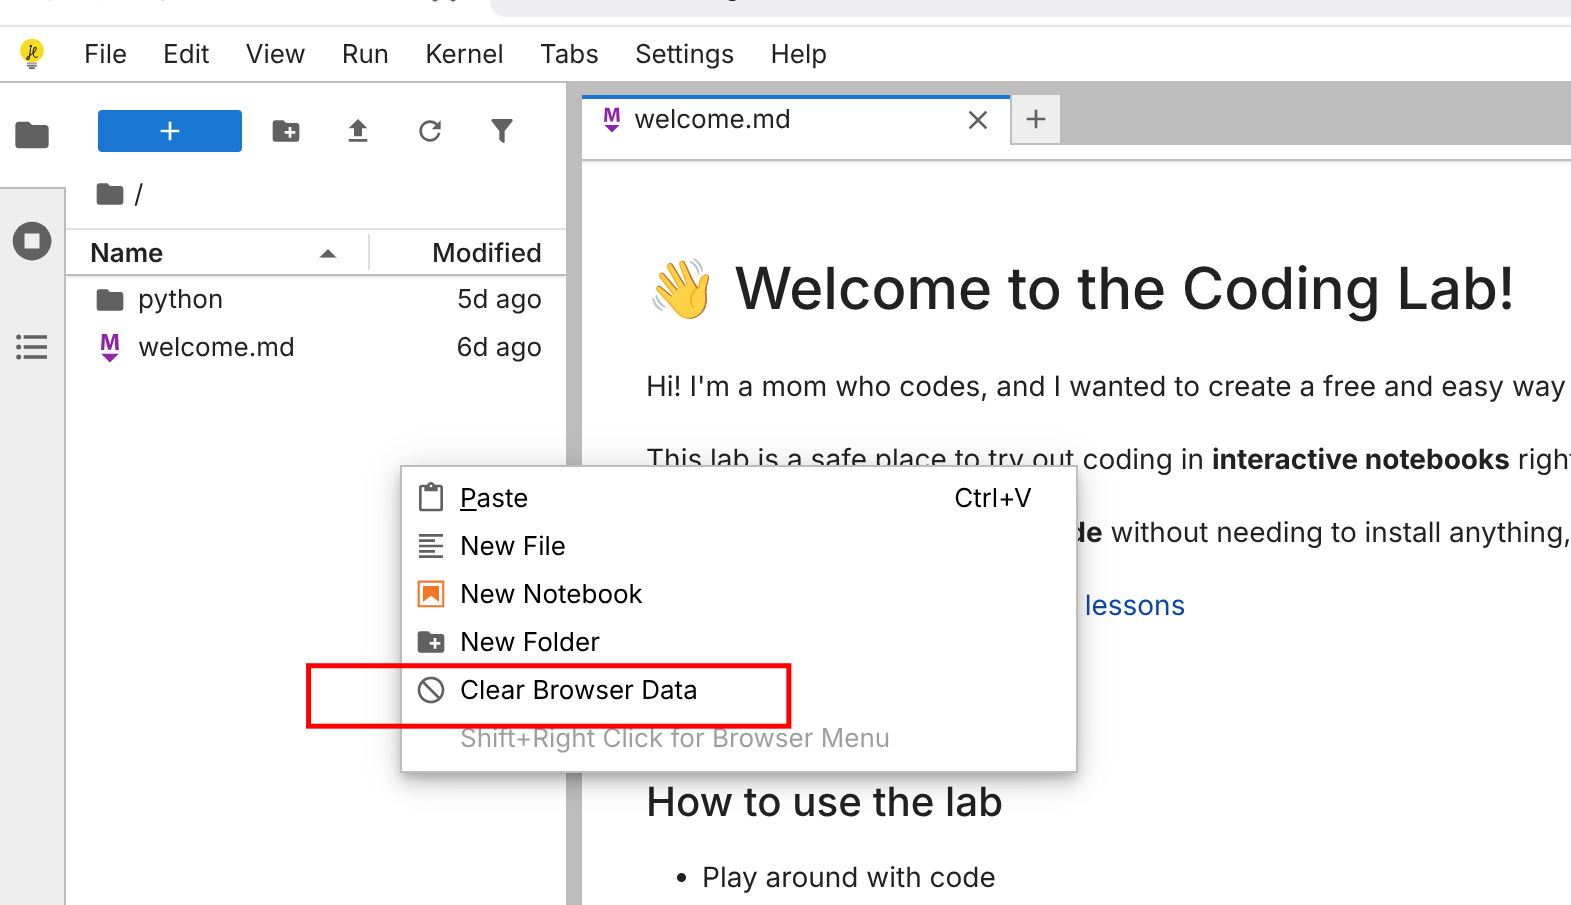 File Edit View Run Kernel Tabs Settings Help
welcome.md
/
Name Modified
python 5d ago
welcome.md 6d ago
👋 Welcome to the Coding Lab!
Hi! I'm a mom who codes, and I wanted to create a free and easy way
This lab is a safe place to try out coding in interactive notebooks right
without needing to install anything,
lessons
Paste Ctrl+V
New File
New Notebook
New Folder
Clear Browser Data
Shift+Right Click for Browser Menu
How to use the lab
• Play around with code